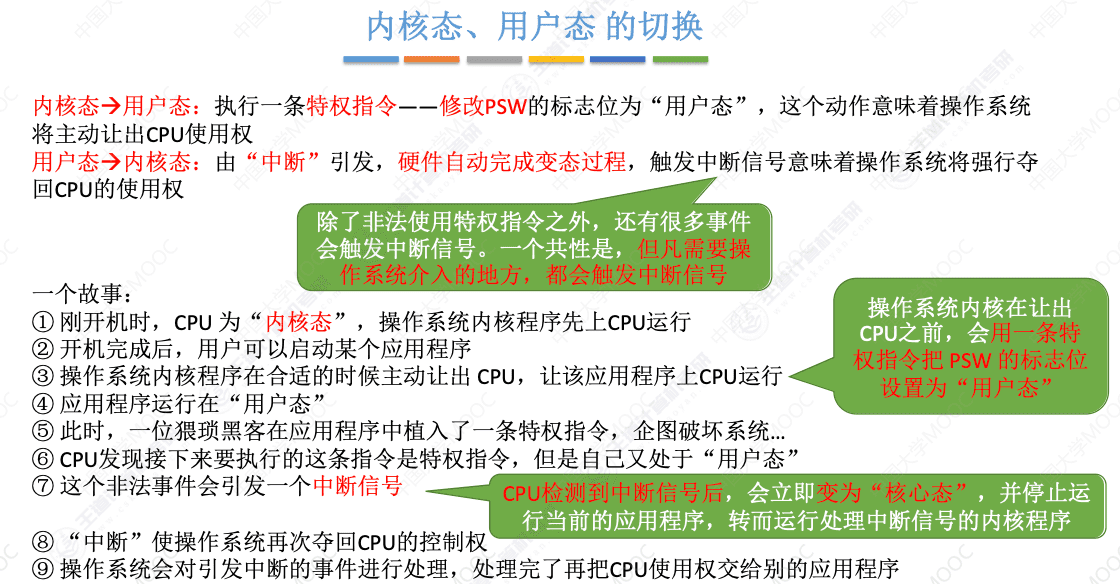 内核态、用户态 的切换
内核态→用户态：执行一条特权指令——修改PSW的标志位为“用户态”，这个动作意味着操作系统
将主动让出CPU使用权
用户态→内核态：由“中断”引发，硬件自动完成变态过程，触发中断信号意味着操作系统将强行夺
回CPU的使用权
除了非法使用特权指令之外，还有很多事件
会触发中断信号。一个共性是，但凡需要操
作系统介入的地方，都会触发中断信号
一个故事：
① 刚开机时，CPU 为“内核态”，操作系统内核程序先上CPU运行
② 开机完成后，用户可以启动某个应用程序
③ 操作系统内核程序在合适的时候主动让出 CPU，让该应用程序上CPU运行
操作系统内核在让出
CPU之前，会用一条特
权指令把 PSW 的标志位
设置为“用户态”
④ 应用程序运行在“用户态”
⑤ 此时，一位猥琐黑客在应用程序中植入了一条特权指令，企图破坏系统…
⑥ CPU发现接下来要执行的这条指令是特权指令，但是自己又处于“用户态”
⑦ 这个非法事件会引发一个中断信号
CPU检测到中断信号后，会立即变为“核心态”，并停止运
行当前的应用程序，转而运行处理中断信号的内核程序
⑧ “中断”使操作系统再次夺回CPU的控制权
⑨ 操作系统会对引发中断的事件进行处理，处理完了再把CPU使用权交给别的应用程序